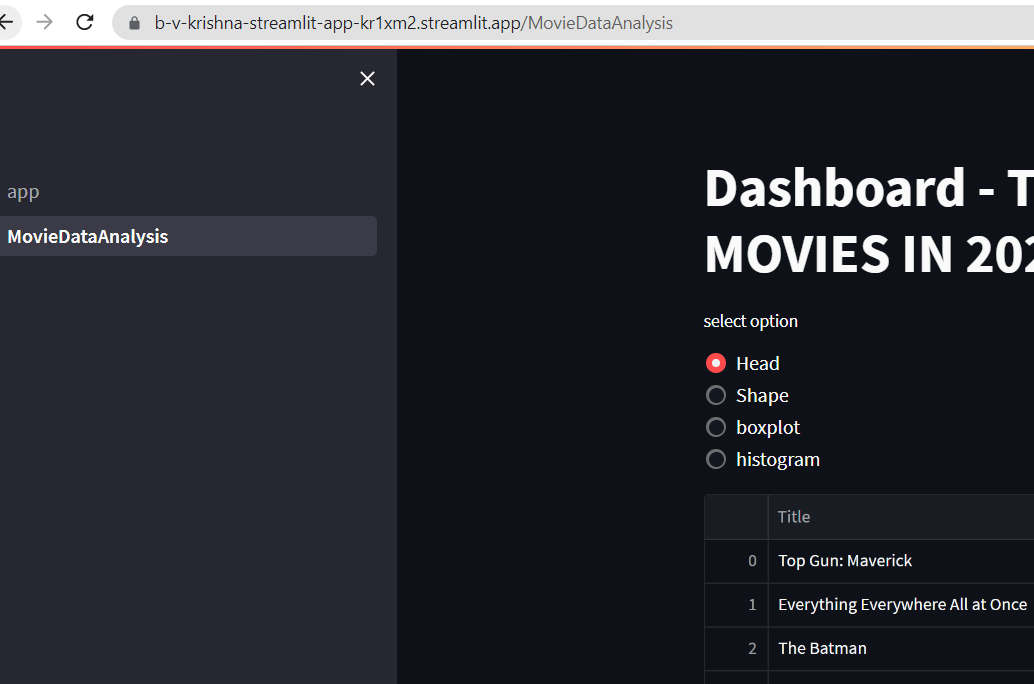 b-v-krishna-streamlit-app-kr1xm2.streamlit.app/MovieDataAnalysis
app
MovieDataAnalysis
Dashboard -
MOVIES IN
select option
Head
Shape
boxplot
histogram
Title
0 Top Gun: Maverick
1 Everything Everywhere All at Once
2 The Batman